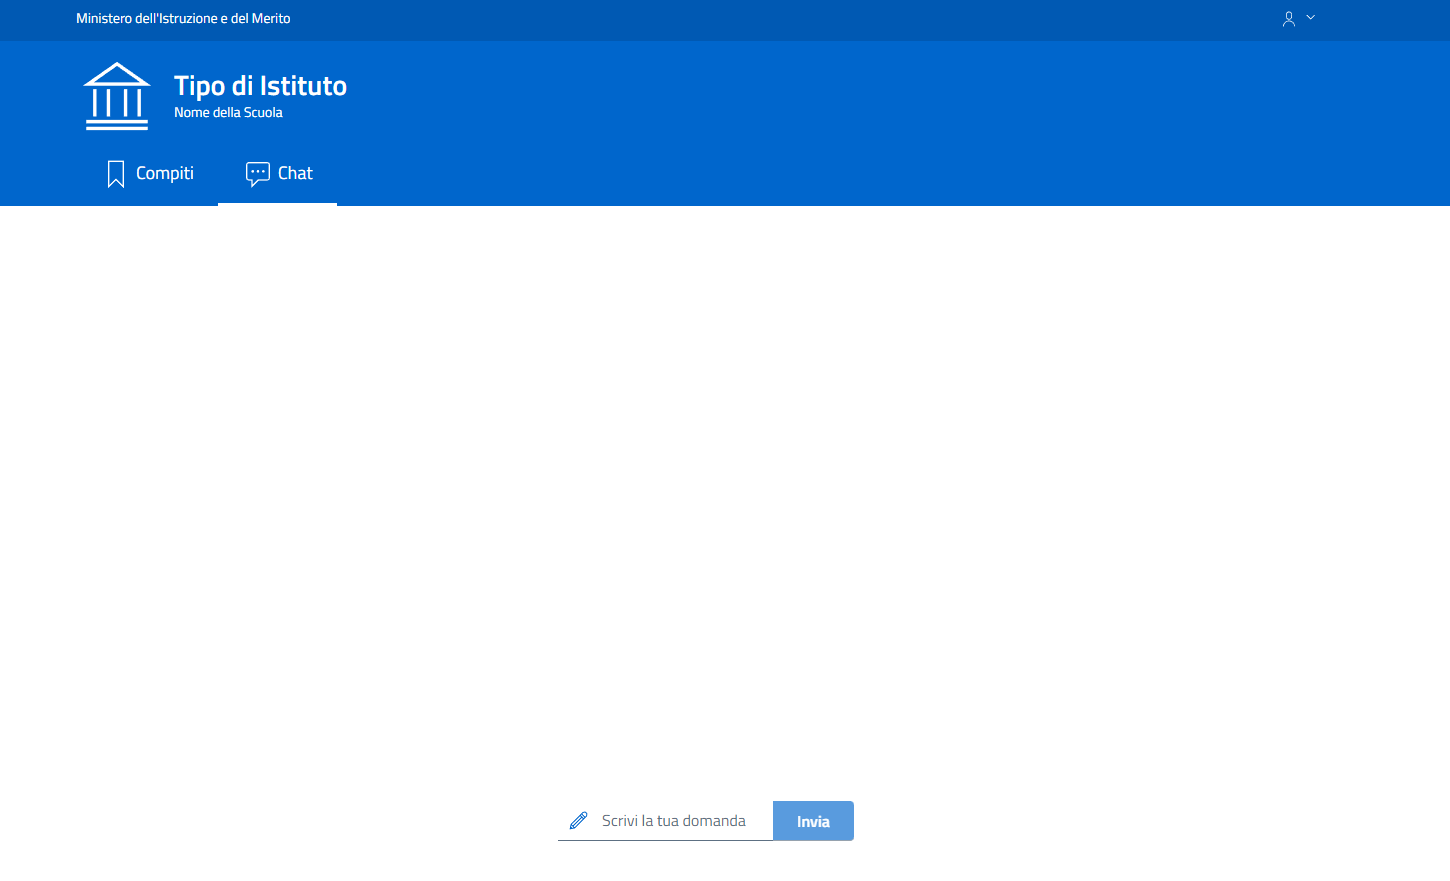 Ministero dell'Istruzione e del Merito
Tipo di Istituto
Nome della Scuola
Compiti
Chat
Scrivi la tua domanda
Invia